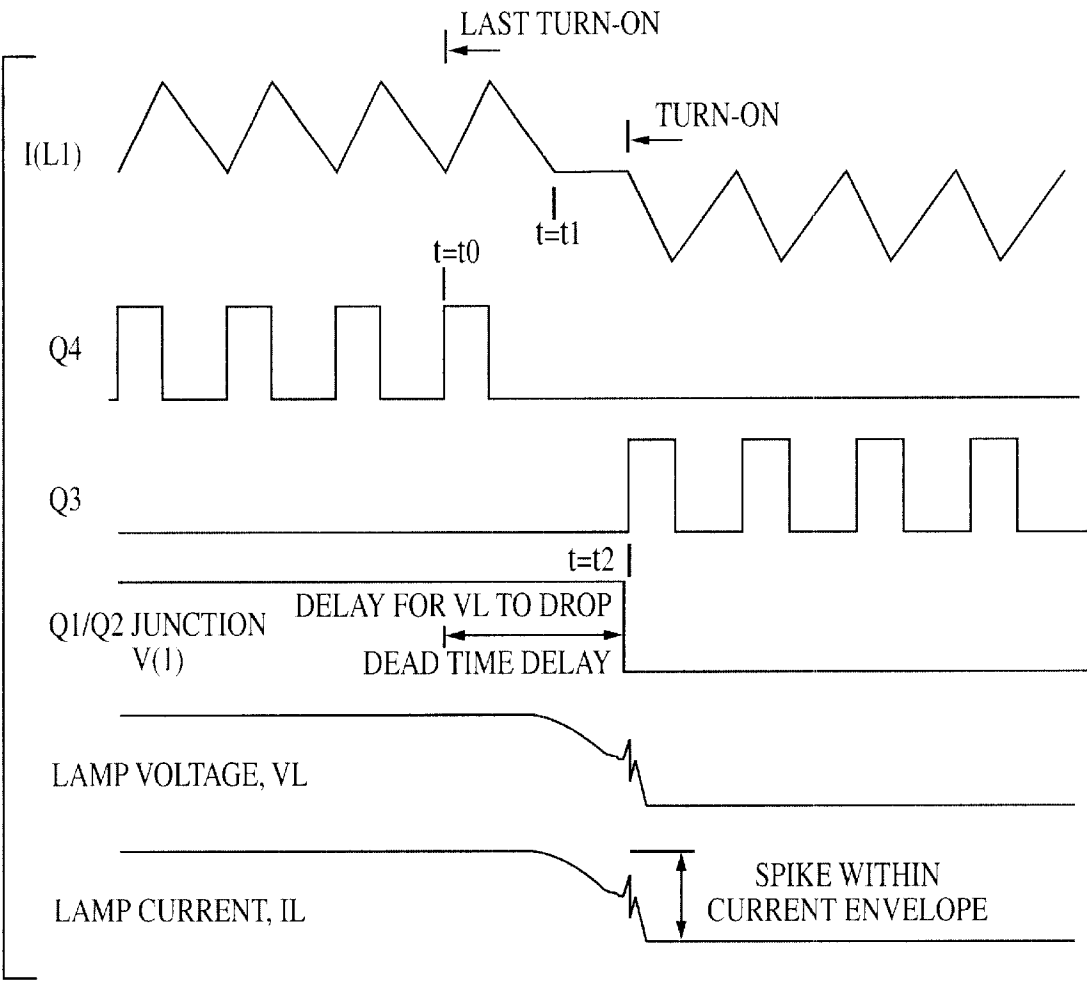 LAST TURN-ON
TURN-ON
I(L1)
t=t1
t=t0
Q4
Q3
t=t2
Q1/Q2 JUNCTION
V(1)
DELAY FOR VL TO DROP
DEAD TIME DELAY
LAMP VOLTAGE, VL
LAMP CURRENT, IL
SPIKE WITHIN
CURRENT ENVELOPE